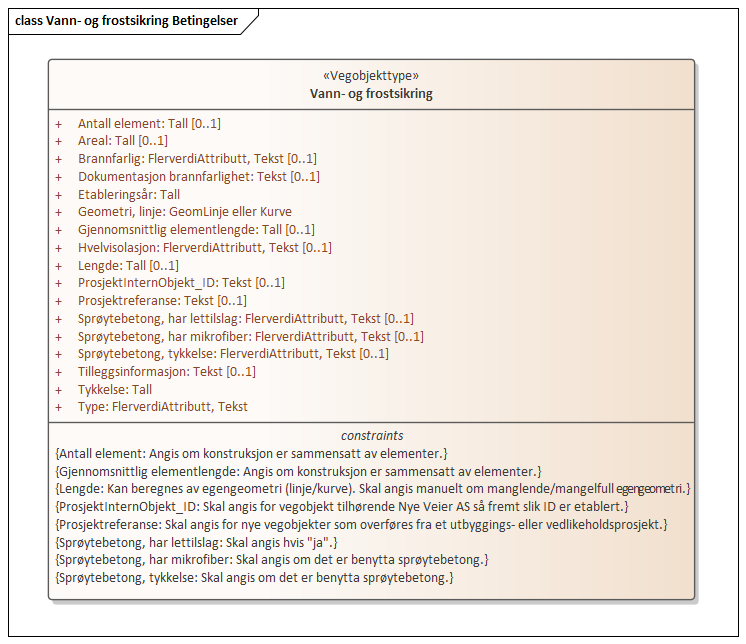 class Vann- og frostsikring Betingelser
«Vegobjekttype»
Vann- og frostsikring
+ Antall element: Tall [0..1]
+ Areal: Tall [0..1]
+ Brannfarlig: FlerverdiAttributt, Tekst [0..1]
+ Dokumentasjon brannfarlighet: Tekst [0..1]
+ Etableringsår: Tall
+ Geometri, linje: GeomLinje eller Kurve
+ Gjennomsnittlig elementlengde: Tall [0..1]
+ Hvelvisolasjon: FlerverdiAttributt, Tekst [0..1]
+ Lengde: Tall [0..1]
+ ProsjektInternObjekt_ID: Tekst [0..1]
+ Prosjektreferanse: Tekst [0..1]
+ Sprøytebetong, har lettilslag: FlerverdiAttributt, Tekst [0..1]
+ Sprøytebetong, har mikrofiber: FlerverdiAttributt, Tekst [0..1]
+ Sprøytebetong, tykkelse: FlerverdiAttributt, Tekst [0..1]
+ Tilleggsinformasjon: Tekst [0..1]
+ Tykkelse: Tall
+ Type: FlerverdiAttributt, Tekst
constraints
{Antall element: Angis om konstruksjon er sammensatt av elementer.}
{Gjennomsnittlig elementlengde: Angis om konstruksjon er sammensatt av elementer.}
{Lengde: Kan beregnes av egengeometri (linje/kurve). Skal angis manuelt om manglende/mangelfull egengeometri.}
{ProsjektInternObjekt_ID: Skal angis for vegobjekt tilhørende Nye Veier AS så fremt slik ID er etablert.}
{Prosjektreferanse: Skal angis for nye vegobjekter som overføres fra et utbyggings- eller vedlikeholdsprosjekt.}
{Sprøytebetong, har lettilslag: Skal angis hvis "ja".}
{Sprøytebetong, har mikrofiber: Skal angis om det er benytta sprøytebetong.}
{Sprøytebetong, tykkelse: Skal angis om det er benytta sprøytebetong.}